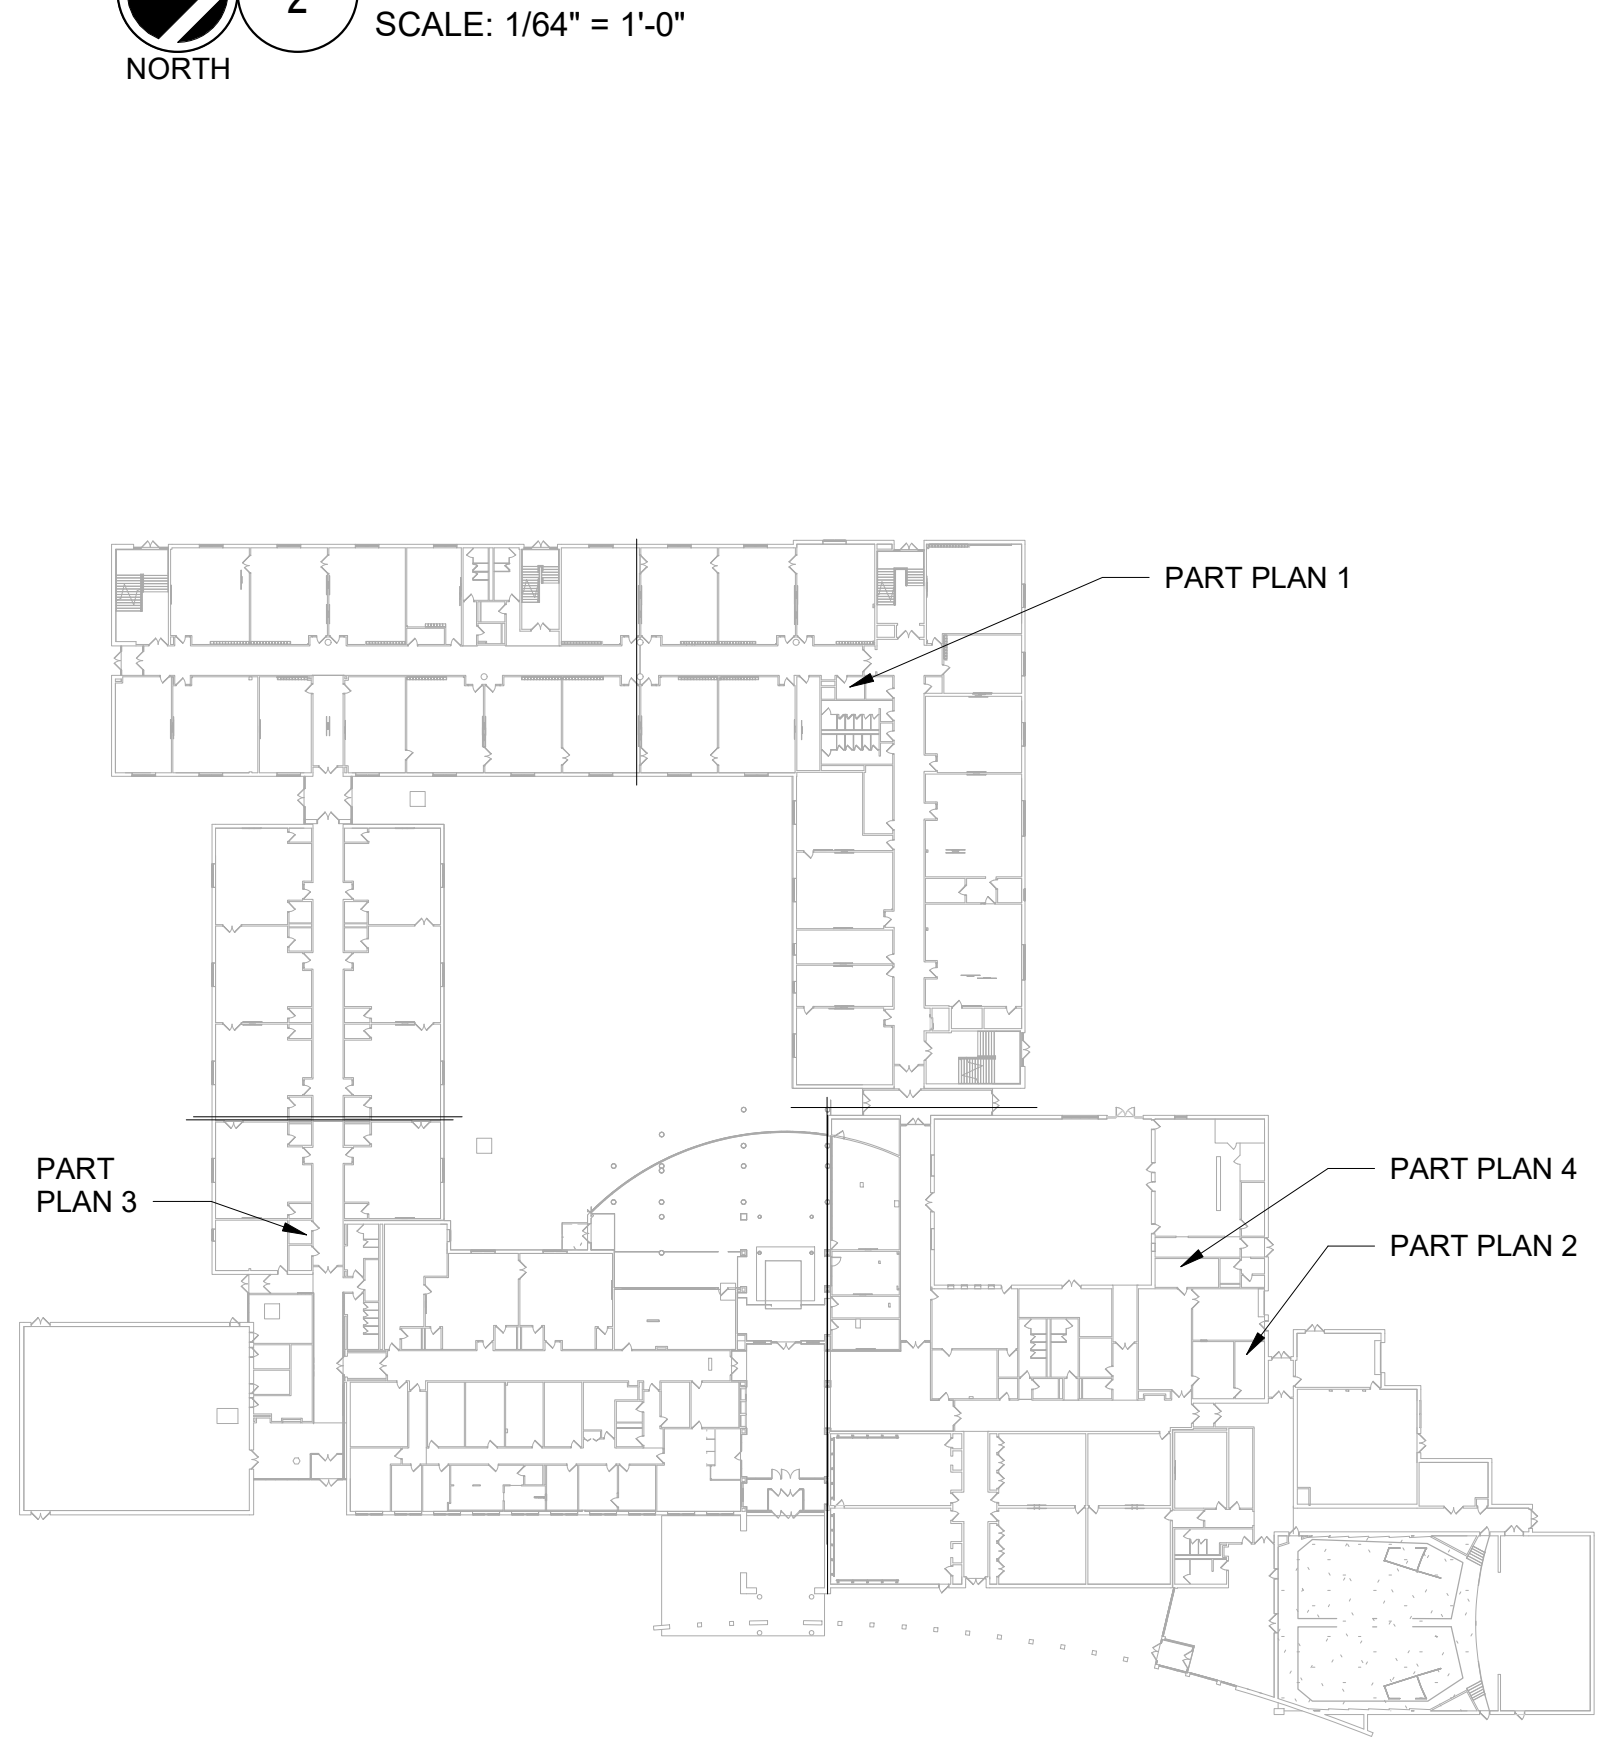 2
SCALE: 1/64" = 1'-0"
NORTH
PART PLAN 1
PART
PLAN 3
PART PLAN 4
PART PLAN 2